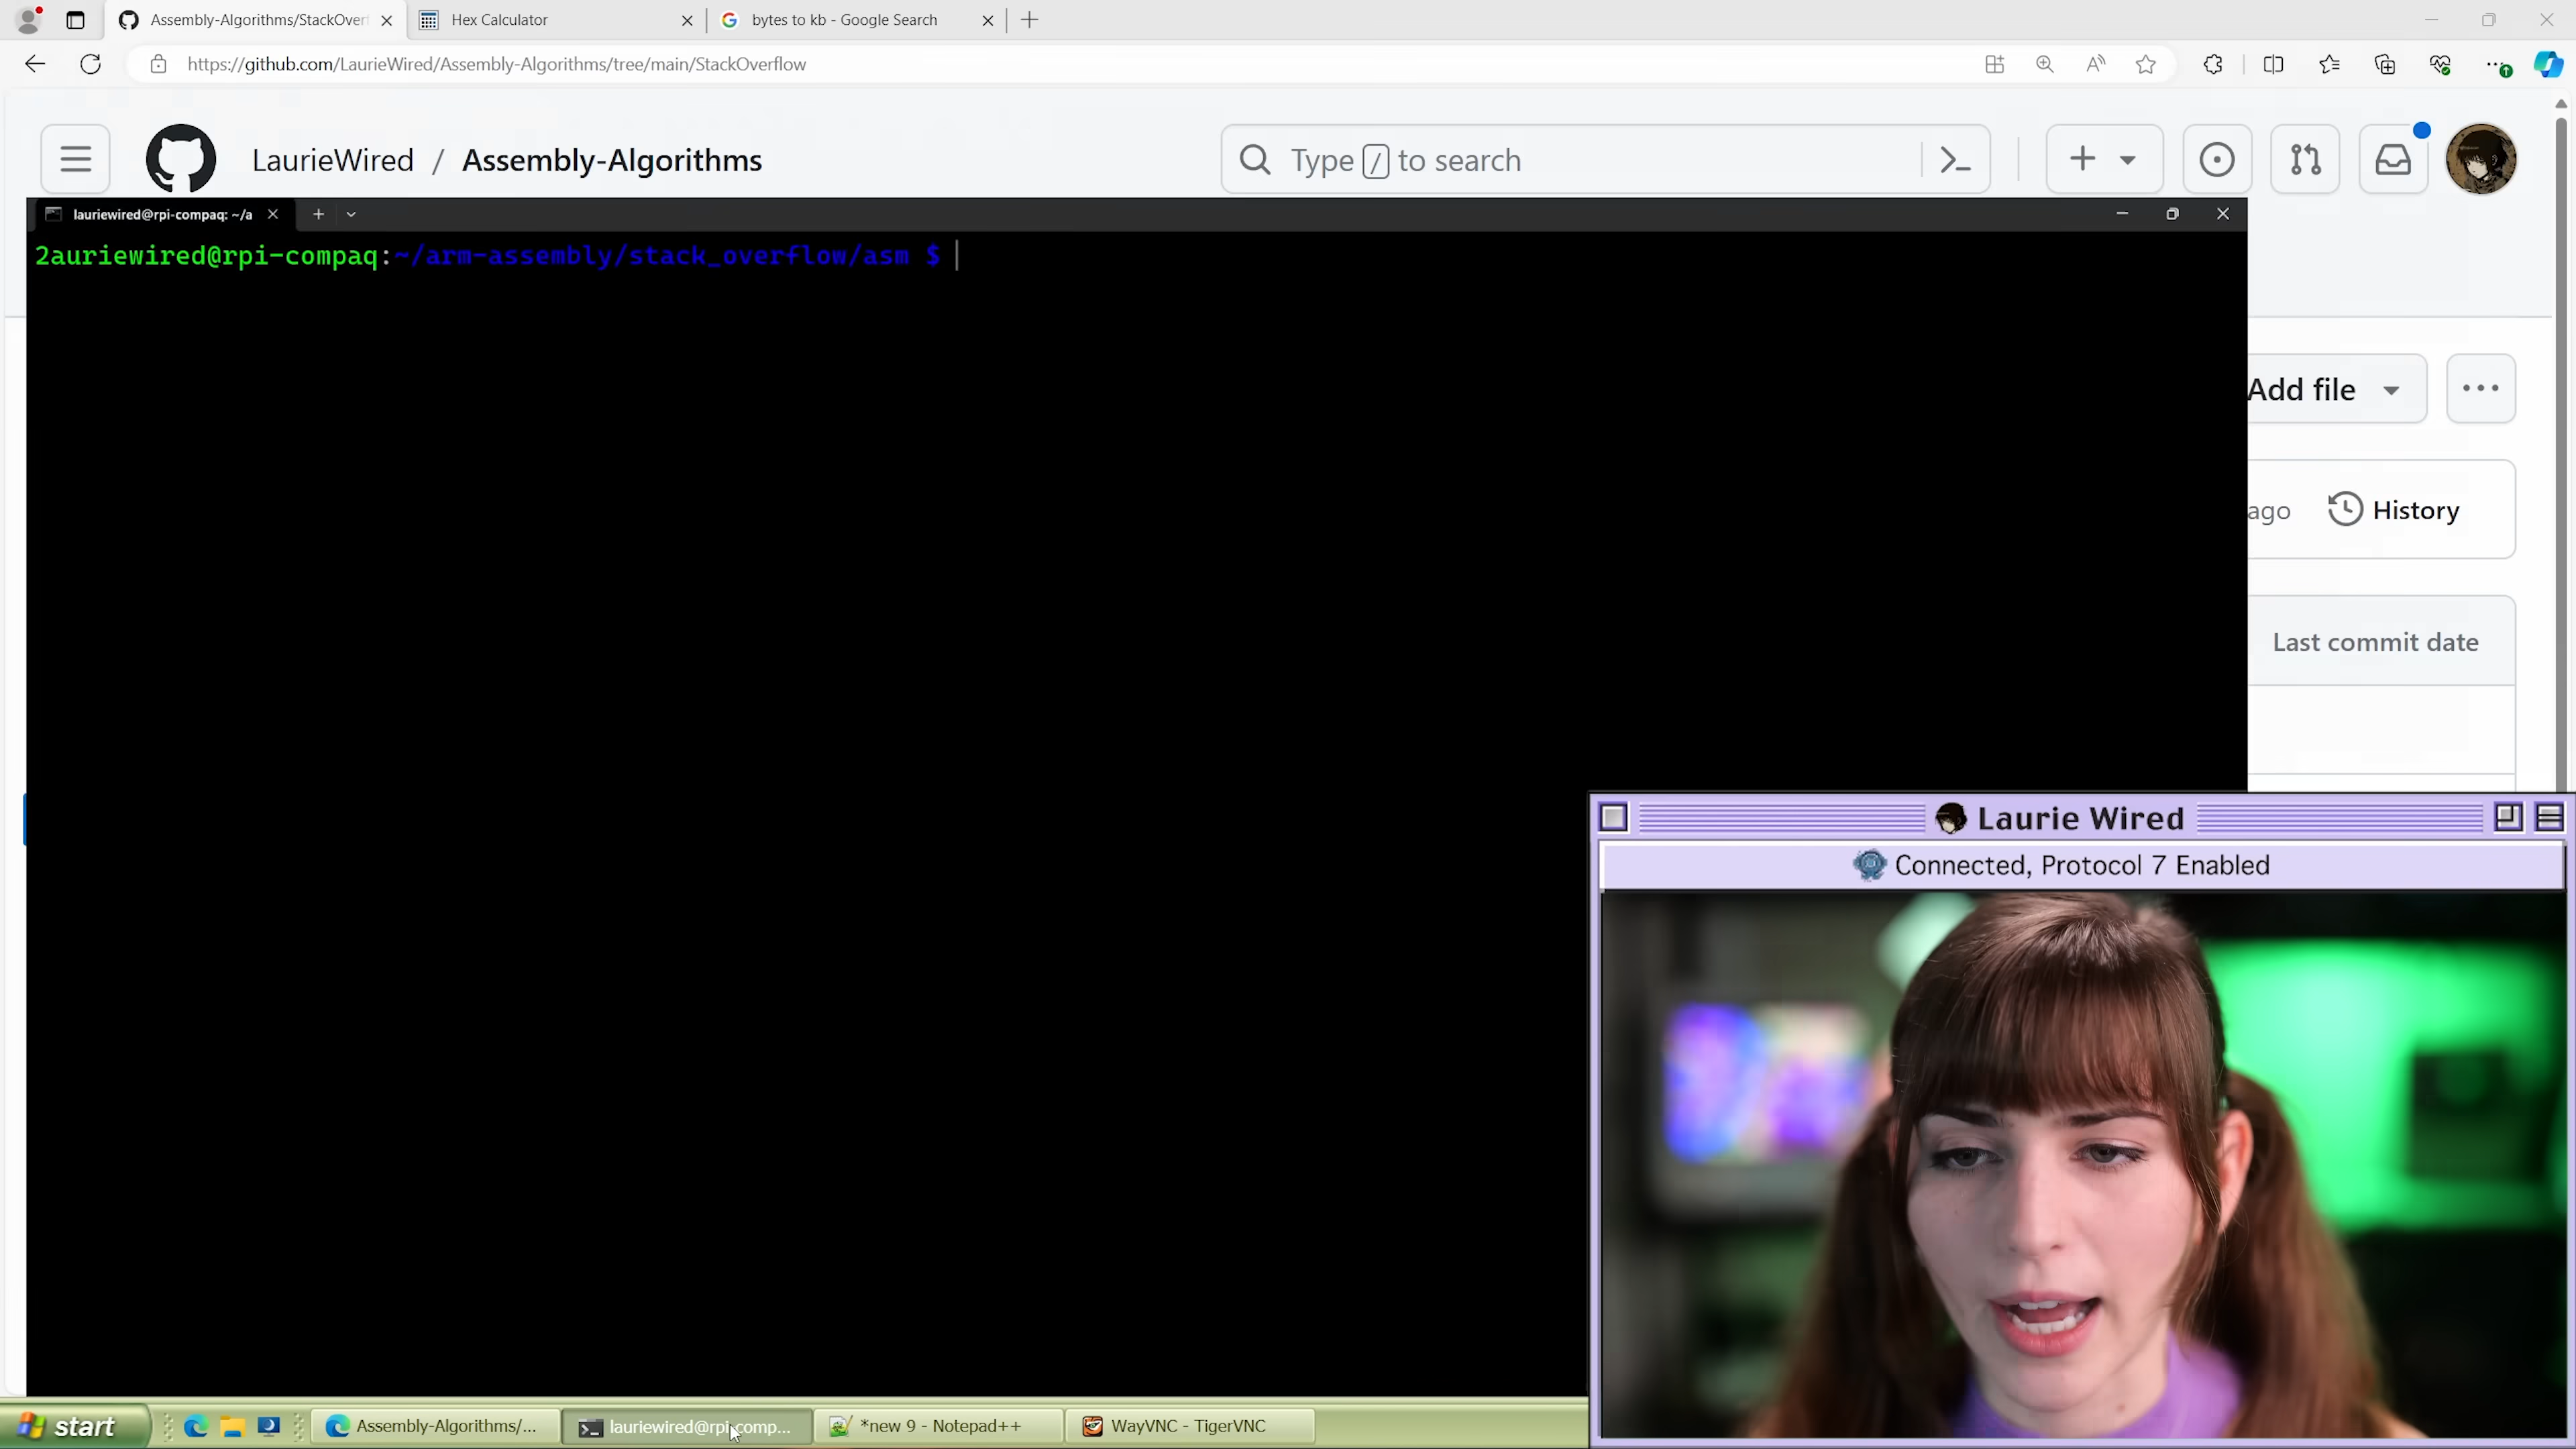 Assembly-Algorithms/StackOverf
Hex Calculator
bytes to kb - Google Search
https://github.com/LaurieWired/Assembly-Algorithms/tree/main/StackOverflow
LaurieWired / Assembly-Algorithms
Type / to search
lauriewired@rpi-compaq: ~/a
2auriewired@rpi-compaq:~/arm-assembly/stack_overflow/asm $
Add file
ago
History
Last commit date
Laurie Wired
Connected, Protocol 7 Enabled
start
Assembly-Algorithms/...
lauriewired@rpi-comp...
*new 9 - Notepad++
WayVNC - TigerVNC